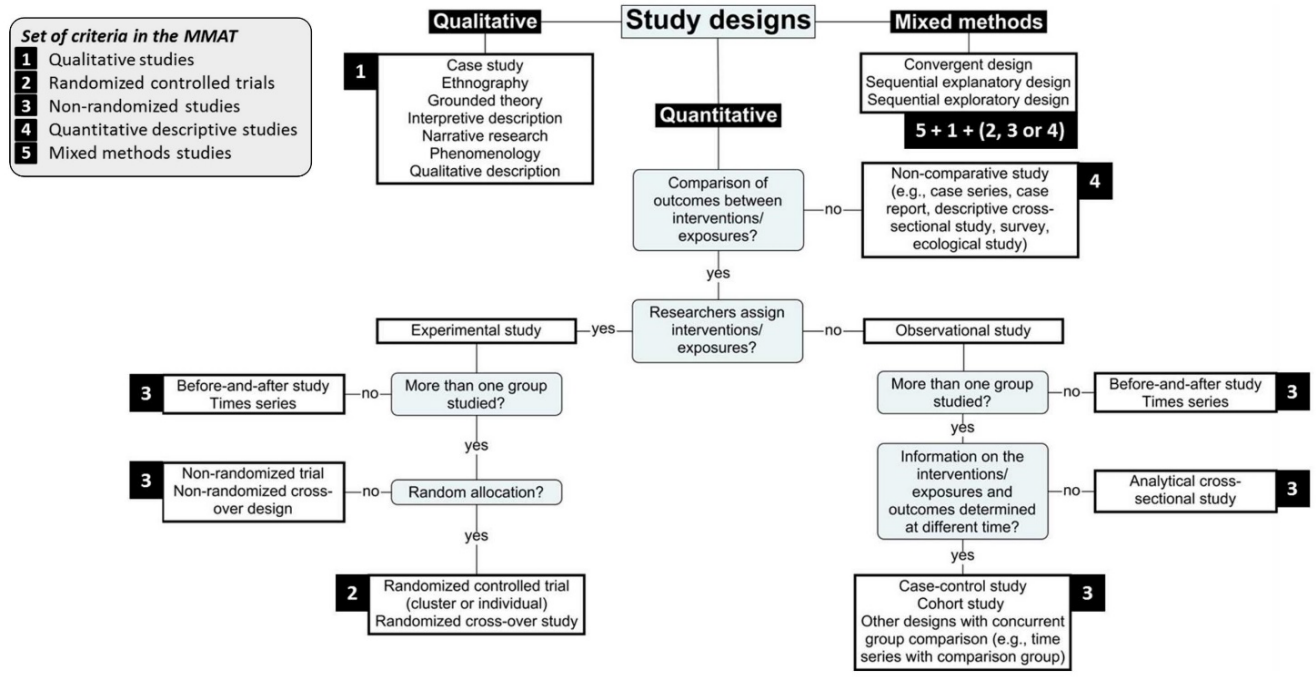 Study designs
Set of criteria in the MMAT
1 Qualitative studies
2 Randomized controlled trials
3 Non-randomized studies
4 Quantitative descriptive studies
5 Mixed methods studies
Qualitative
1
Case study
Ethnography
Grounded theory
Interpretive description
Narrative research
Phenomenology
Qualitative description
Mixed methods
Convergent design
Sequential explanatory design
Sequential exploratory design
5 + 1 + (2, 3 or 4)
Quantitative
Comparison of
outcomes between
interventions/
exposures?
no
Non-comparative study
(e.g., case series, case
report, descriptive cross-
sectional study, survey,
ecological study)
4
yes
Researchers assign
interventions/
exposures?
yes
Experimental study
no
Observational study
More than one group
studied?
no
3
Before-and-after study
Times series
yes
Random allocation?
no
3
Non-randomized trial
Non-randomized cross-
over design
yes
2
Randomized controlled trial
(cluster or individual)
Randomized cross-over study
More than one group
studied?
no
Before-and-after study
Times series
3
yes
Information on the
interventions/
exposures and
outcomes determined
at different time?
no
Analytical cross-
sectional study
3
yes
Case-control study
Cohort study
Other designs with concurrent
group comparison (e.g., time
series with comparison group)
3